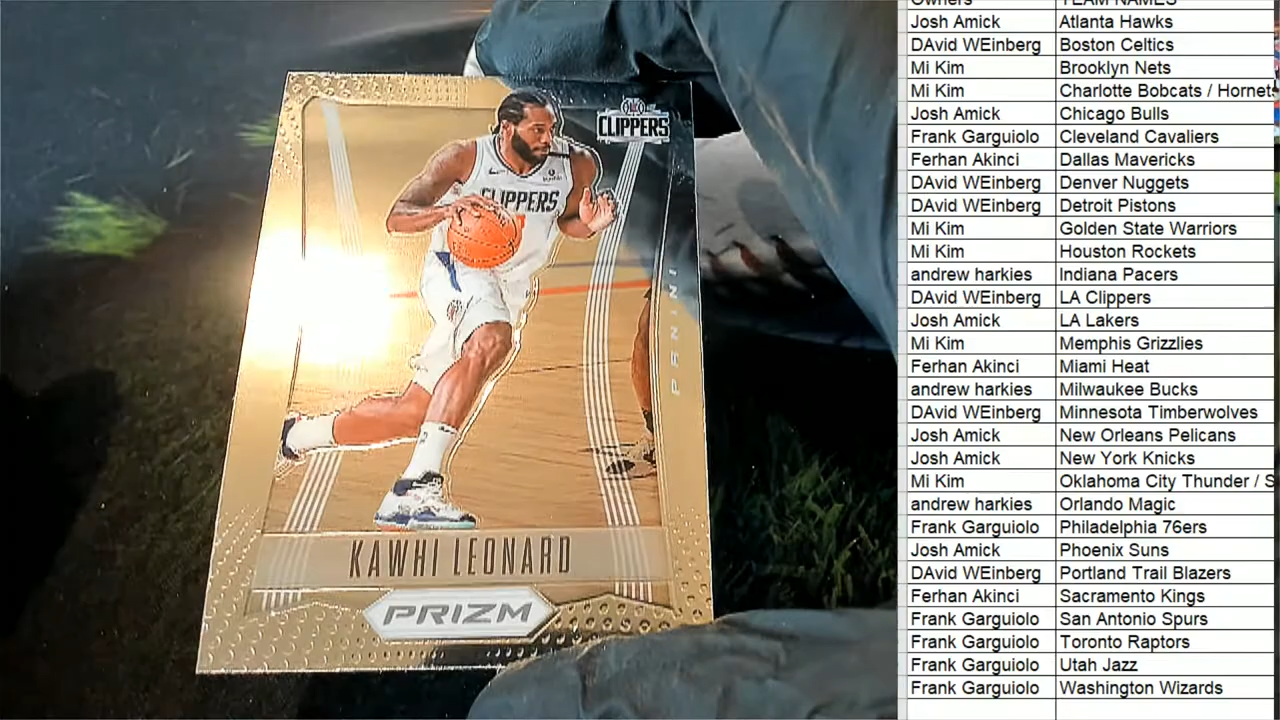 CLIPPERS
CLIPPERS
PANINI
KAWHI LEONARD
PRIZM
Owners TEAM NAMES
Josh Amick Atlanta Hawks
DAvid WEinberg Boston Celtics
Mi Kim Brooklyn Nets
Mi Kim Charlotte Bobcats / Hornets
Josh Amick Chicago Bulls
Frank Garguiolo Cleveland Cavaliers
Ferhan Akinci Dallas Mavericks
DAvid WEinberg Denver Nuggets
DAvid WEinberg Detroit Pistons
Mi Kim Golden State Warriors
Mi Kim Houston Rockets
andrew harkies Indiana Pacers
DAvid WEinberg LA Clippers
Josh Amick LA Lakers
Mi Kim Memphis Grizzlies
Ferhan Akinci Miami Heat
andrew harkies Milwaukee Bucks
DAvid WEinberg Minnesota Timberwolves
Josh Amick New Orleans Pelicans
Josh Amick New York Knicks
Mi Kim Oklahoma City Thunder / S
andrew harkies Orlando Magic
Frank Garguiolo Philadelphia 76ers
Josh Amick Phoenix Suns
DAvid WEinberg Portland Trail Blazers
Ferhan Akinci Sacramento Kings
Frank Garguiolo San Antonio Spurs
Frank Garguiolo Toronto Raptors
Frank Garguiolo Utah Jazz
Frank Garguiolo Washington Wizards